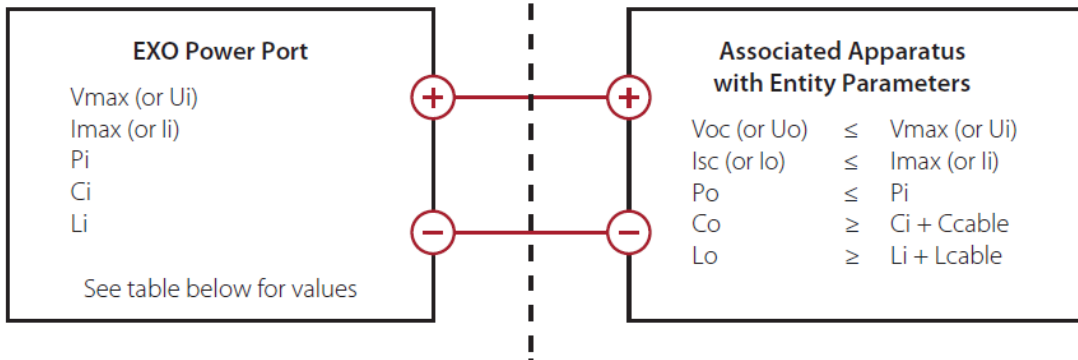 EXO Power Port
Vmax (or Ui)
Imax (or Ii)
Pi
Ci
Li
See table below for values
+
−
+
−
Associated Apparatus
with Entity Parameters
Voc (or Uo) ≤ Vmax (or Ui)
Isc (or Io) ≤ Imax (or Ii)
Po ≤ Pi
Co ≥ Ci + Ccable
Lo ≥ Li + Lcable